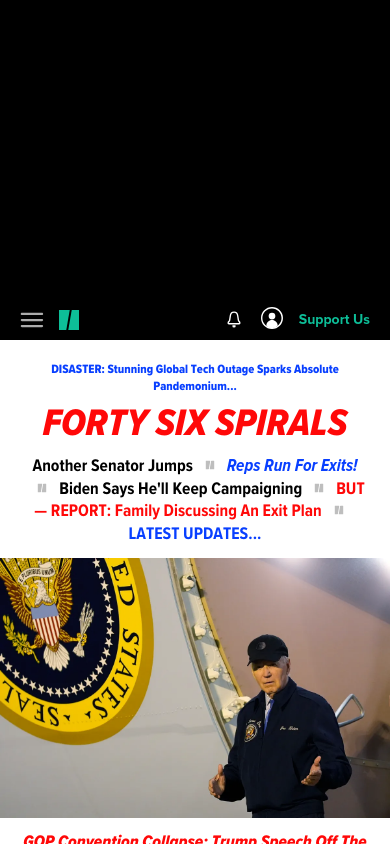 Support Us
DISASTER: Stunning Global Tech Outage Sparks Absolute
Pandemonium...
FORTY SIX SPIRALS
Another Senator Jumps Reps Run For Exits!
Biden Says He'll Keep Campaigning BUT
— REPORT: Family Discussing An Exit Plan
LATEST UPDATES...
ED STATES
SEAL
GOP Convention Collapse: Trump Speech Off The